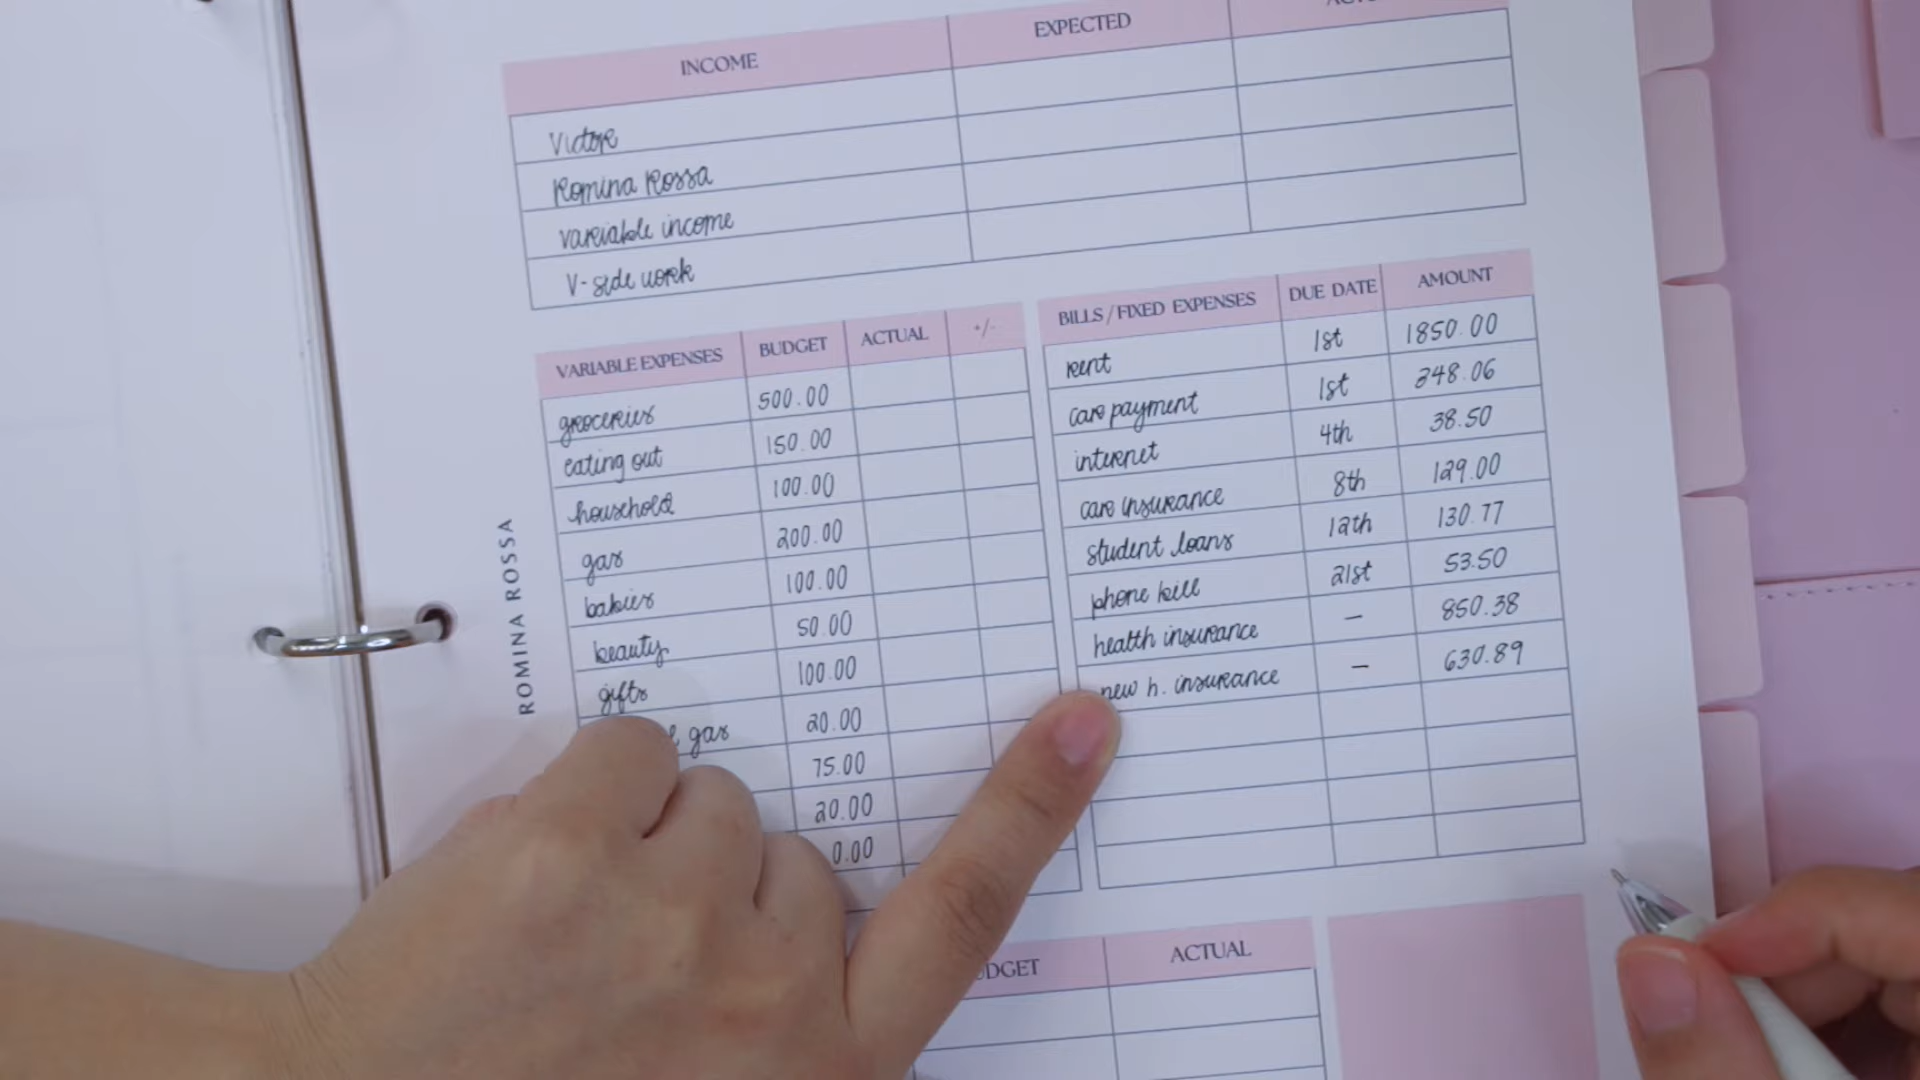 INCOME EXPECTED
Victor
Romina Rossa
variable income
V-side work
VARIABLE EXPENSES BUDGET ACTUAL +/-
groceries 500.00
eating out 150.00
household 100.00
gas 200.00
babies 100.00
beauty 50.00
gifts 100.00
gas 20.00
75.00
20.00
0.00
BILLS / FIXED EXPENSES DUE DATE AMOUNT
rent 1st 1850.00
car payment 1st 348.06
internet 4th 38.50
car insurance 8th 129.00
student loans 12th 130.77
phone bill 21st 53.50
health insurance — 850.38
new h. insurance — 630.89
ROMINA ROSSA
ACTUAL